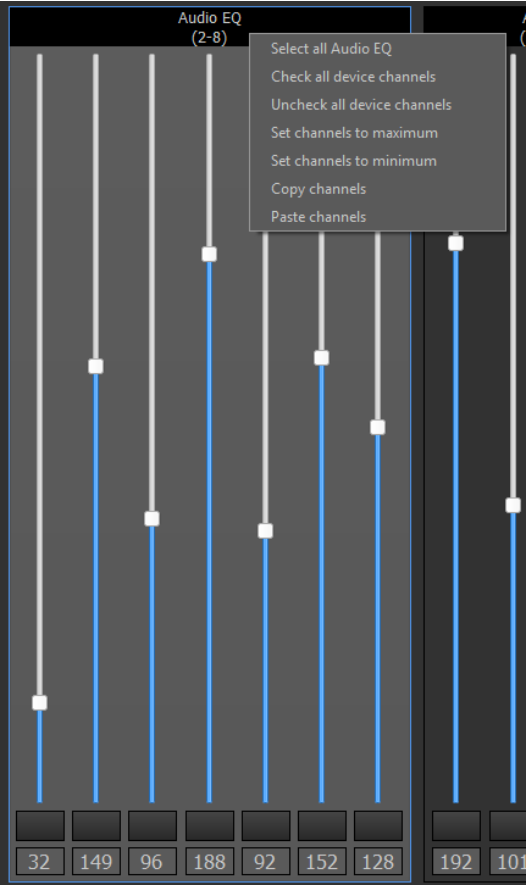 Audio EQ
(2-8)
Select all Audio EQ
Check all device channels
Uncheck all device channels
Set channels to maximum
Set channels to minimum
Copy channels
Paste channels
32 149 96 188 92 152 128 192 101